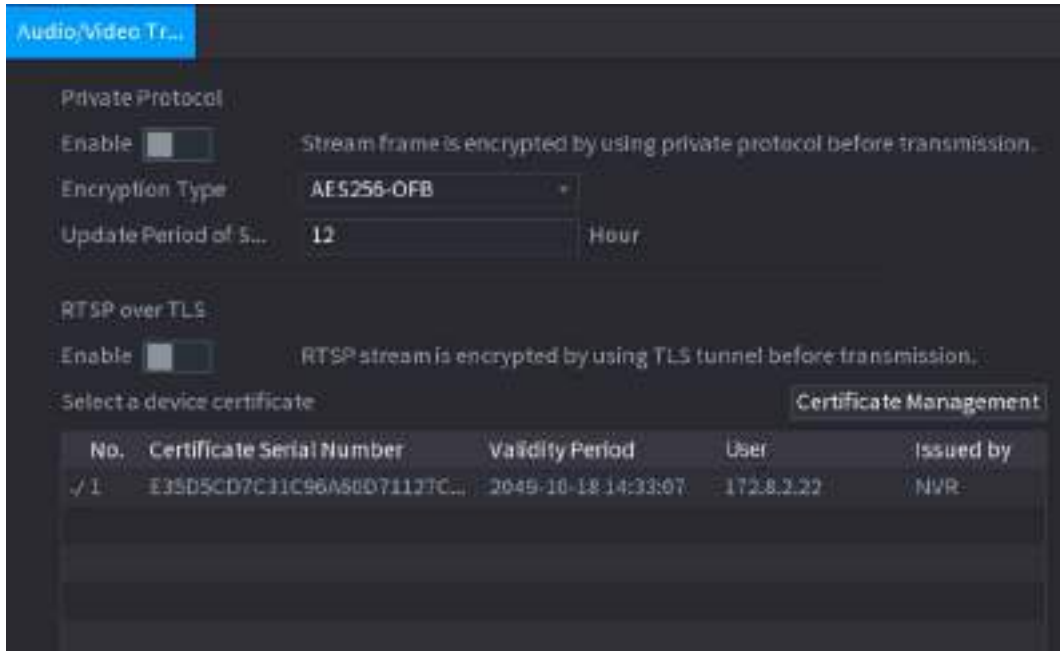 Audio/Video Tr...
Private Protocol
Enable Stream frame is encrypted by using private protocol before transmission.
Encryption Type AES256-OFB
Update Period of S... 12 Hour
RTSP over TLS
Enable RTSP stream is encrypted by using TLS tunnel before transmission.
Select a device certificate Certificate Management
No. Certificate Serial Number Validity Period User Issued by
✓ 1 2049-10-18 14:33:07 172.8.2.22 NVR